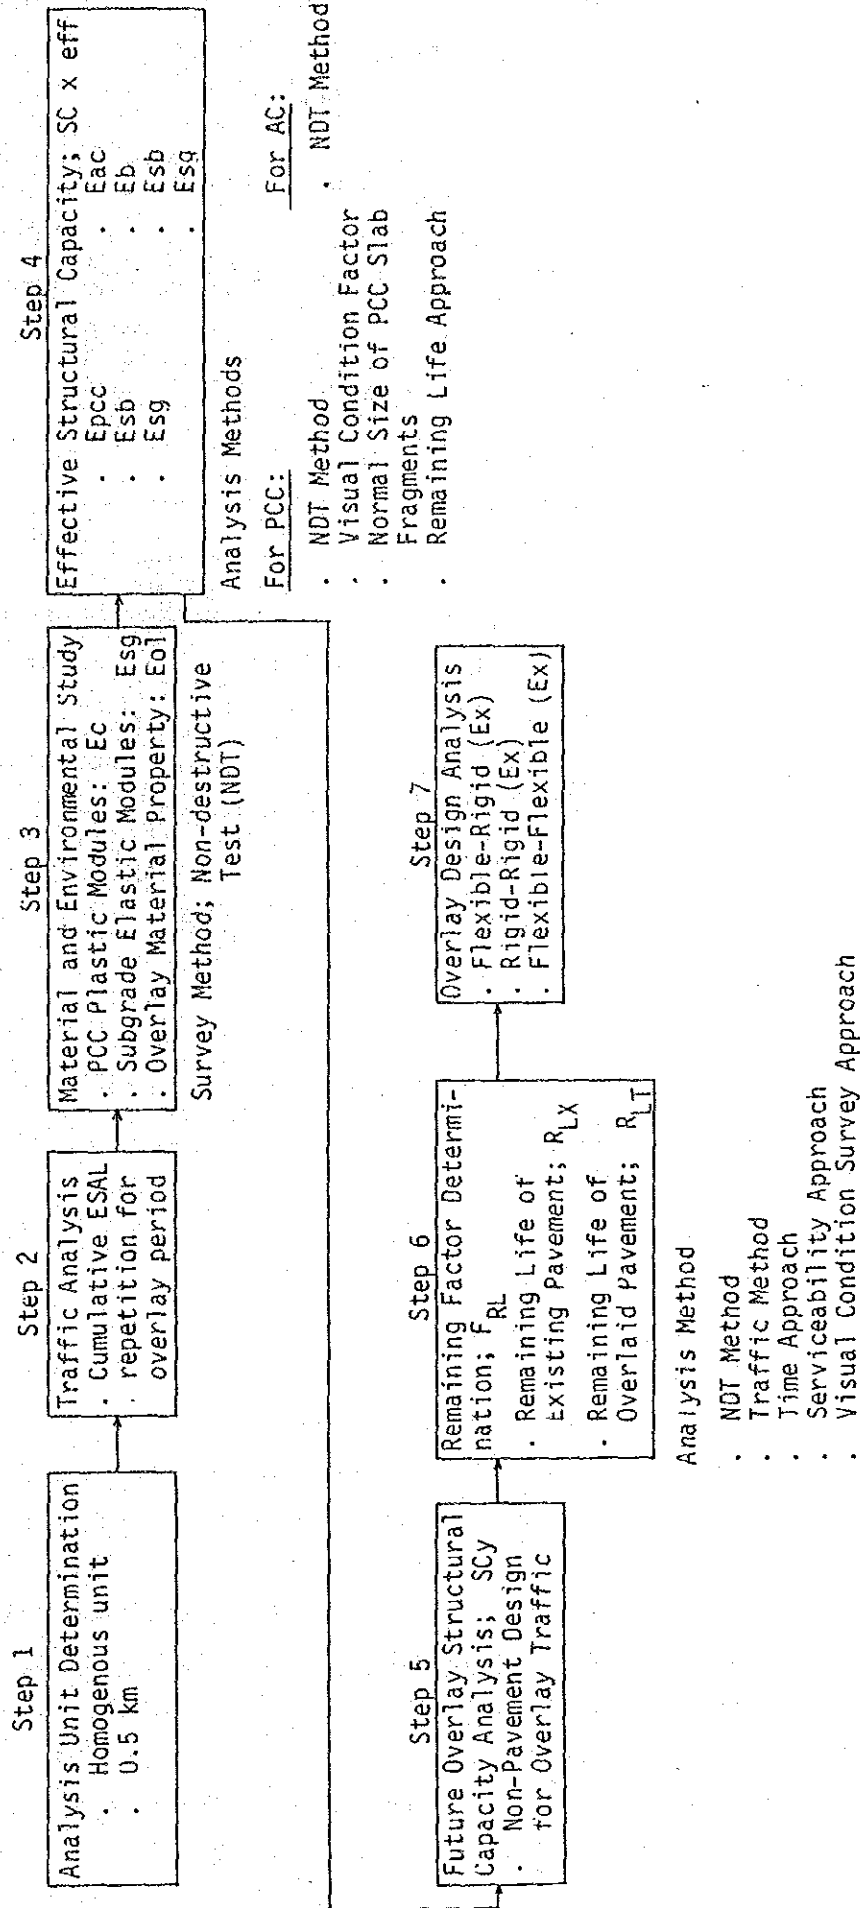 Step 1
Analysis Unit Determination
. Homogenous unit
. 0.5 km
Step 2
Traffic Analysis
. Cumulative ESAL
. repetition for
overlay period
Step 3
Material and Environmental Study
. PCC Plastic Modules: Ec
. Subgrade Elastic Modules: Esg
. Overlay Material Property: Eol
Survey Method; Non-destructive
Test (NDT)
Step 4
Effective Structural Capacity; SC x eff
. Epcc . Eac
. Esb . Eb
. Esg . Esb
. Esg
Analysis Methods
For PCC: For AC:
. NDT Method . NDT Method
. Visual Condition Factor
. Normal Size of PCC Slab
Fragments
. Remaining Life Approach
Step 5
Future Overlay Structural
Capacity Analysis; SCy
. Non-Pavement Design
for Overlay Traffic
Step 6
Remaining Factor Determi-
nation; FRL
. Remaining Life of
Existing Pavement; RLX
. Remaining Life of
Overlaid Pavement; RLT
Analysis Method
. NDT Method
. Traffic Method
. Time Approach
. Serviceability Approach
. Visual Condition Survey Approach
Step 7
Overlay Design Analysis
. Flexible-Rigid (Ex)
. Rigid-Rigid (Ex)
. Flexible-Flexible (Ex)